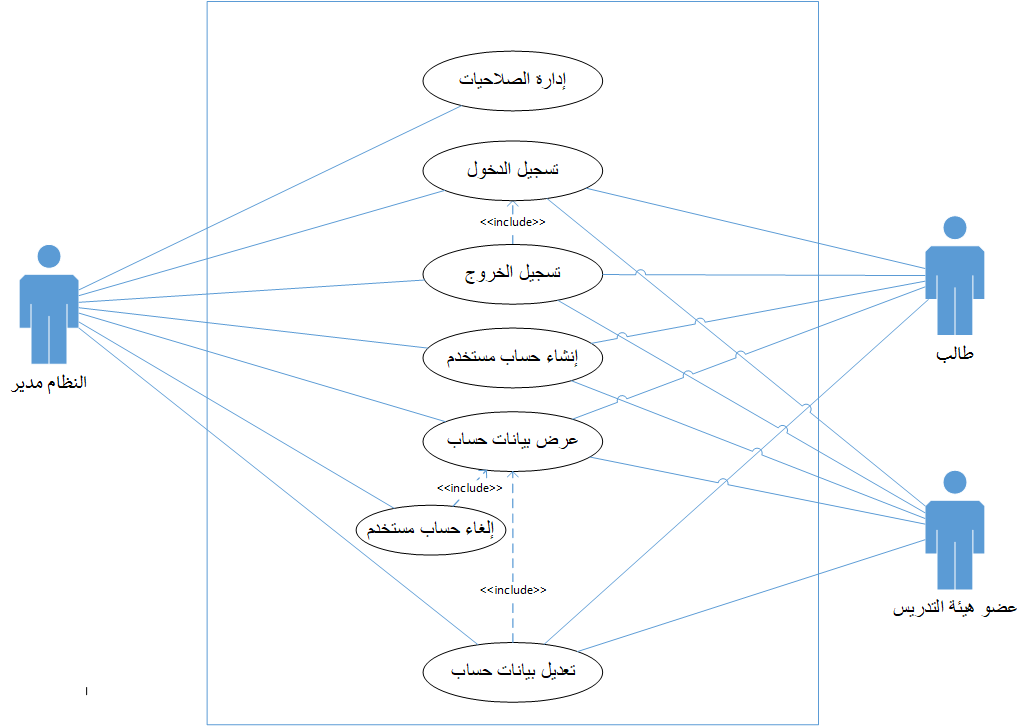 إدارة الصلاحيات
تسجيل الدخول
<<include>>
تسجيل الخروج
طالب
إنشاء حساب مستخدم
النظام مدير
عرض بيانات حساب
<<include>>
إلغاء حساب مستخدم
<<include>>
عضو هيئة التدريس
تعديل بيانات حساب
ا